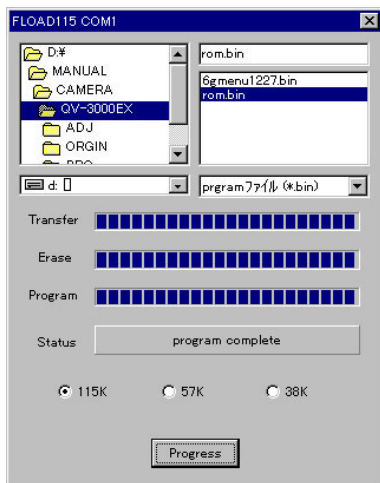 FLOAD115 COM1
D:¥
MANUAL
CAMERA
QV-3000EX
ADJ
ORGIN
rom.bin
6gmenu1227.bin
rom.bin
d: []
prgramファイル (*.bin)
Transfer
Erase
Program
Status
program complete
115K
57K
38K
Progress